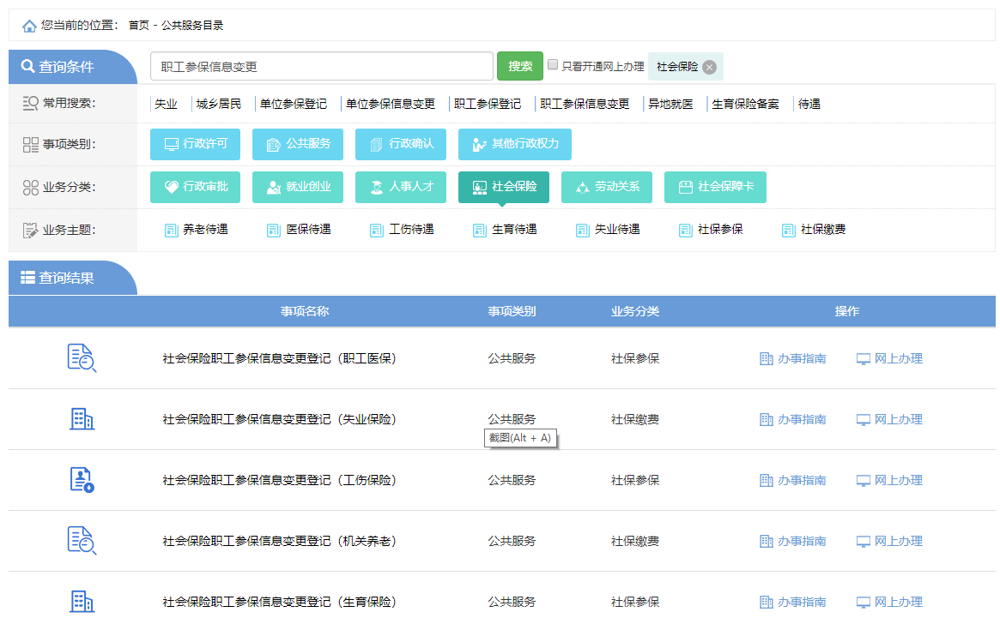 您当前的位置： 首页 - 公共服务目录
查询条件 职工参保信息变更 搜索 只看开通网上办理 社会保险
常用搜索： 失业 城乡居民 单位参保登记 单位参保信息变更 职工参保登记 职工参保信息变更 异地就医 生育保险备案 待遇
事项类别： 行政许可 公共服务 行政确认 其他行政权力
业务分类： 行政审批 就业创业 人事人才 社会保险 劳动关系 社会保障卡
业务主题： 养老待遇 医保待遇 工伤待遇 生育待遇 失业待遇 社保参保 社保缴费
查询结果
事项名称 事项类别 业务分类 操作
社会保险职工参保信息变更登记（职工医保） 公共服务 社保参保 办事指南 网上办理
社会保险职工参保信息变更登记（失业保险） 公共服务 社保缴费 办事指南 网上办理
截图(Alt + A)
社会保险职工参保信息变更登记（工伤保险） 公共服务 社保参保 办事指南 网上办理
社会保险职工参保信息变更登记（机关养老） 公共服务 社保缴费 办事指南 网上办理
社会保险职工参保信息变更登记（生育保险） 公共服务 社保参保 办事指南 网上办理